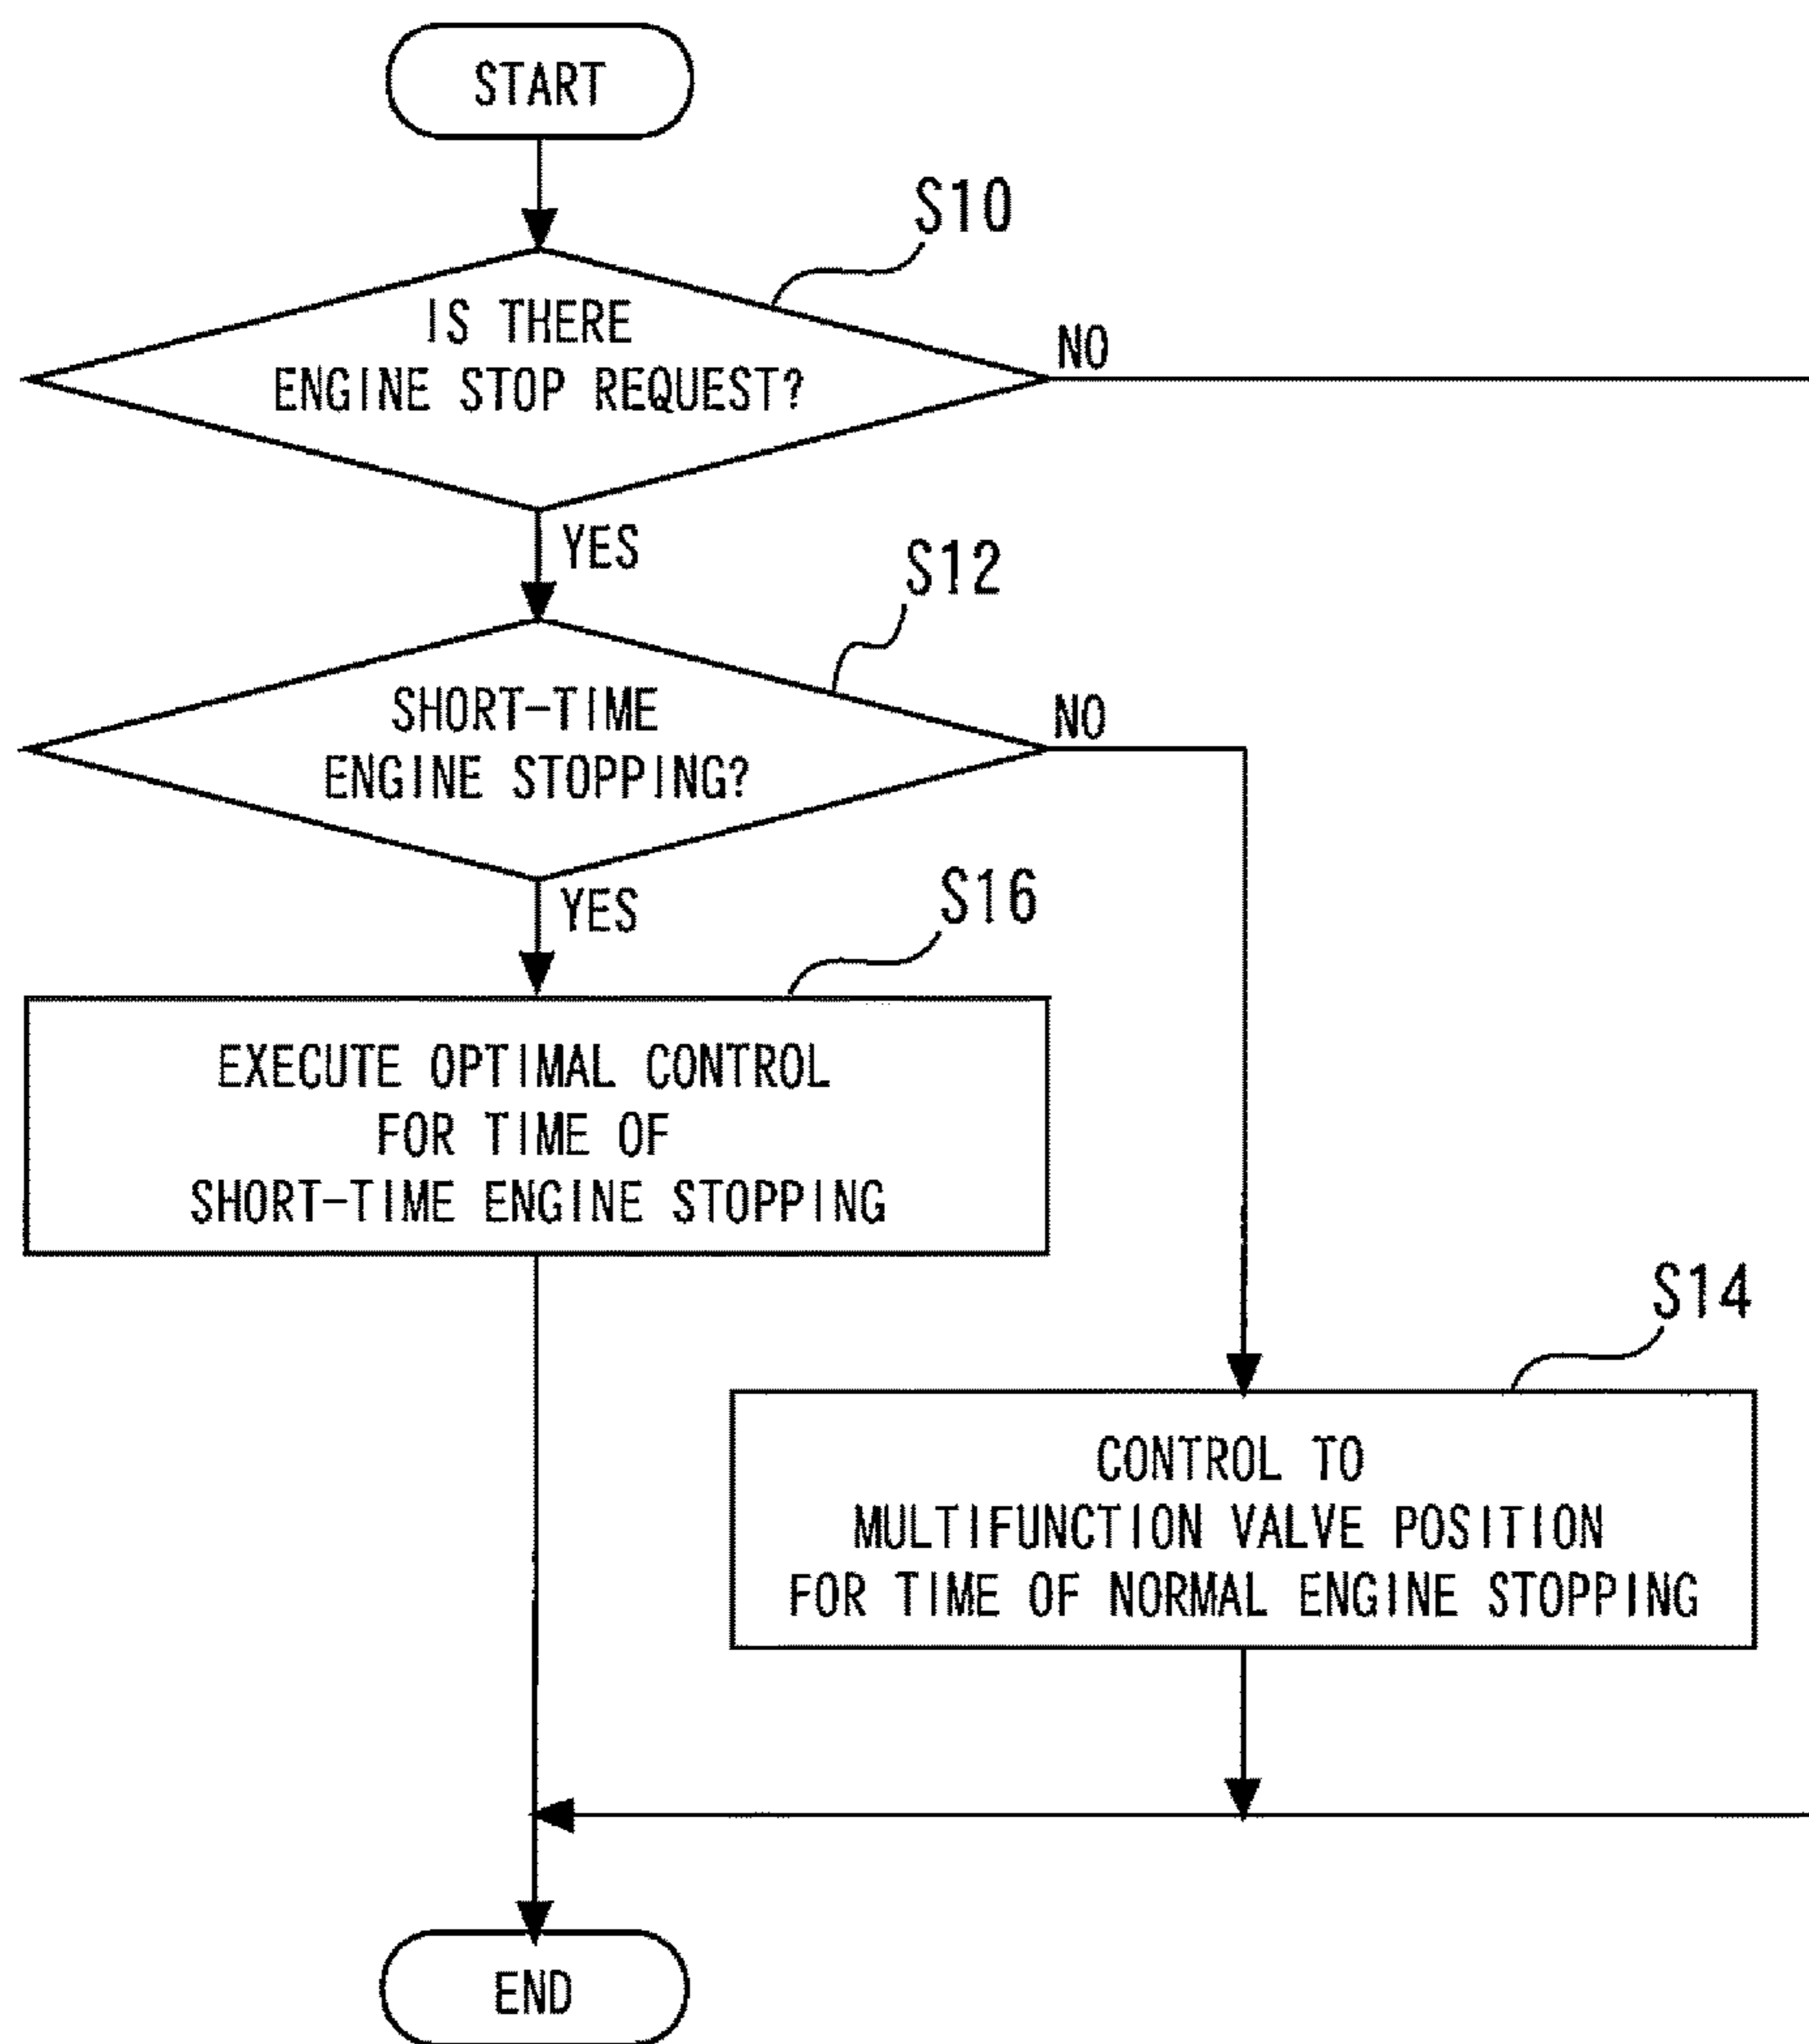 START
S10
IS THERE
ENGINE STOP REQUEST?
NO
YES
S12
SHORT-TIME
ENGINE STOPPING?
NO
YES
S16
EXECUTE OPTIMAL CONTROL
FOR TIME OF
SHORT-TIME ENGINE STOPPING
S14
CONTROL TO
MULTIFUNCTION VALVE POSITION
FOR TIME OF NORMAL ENGINE STOPPING
END